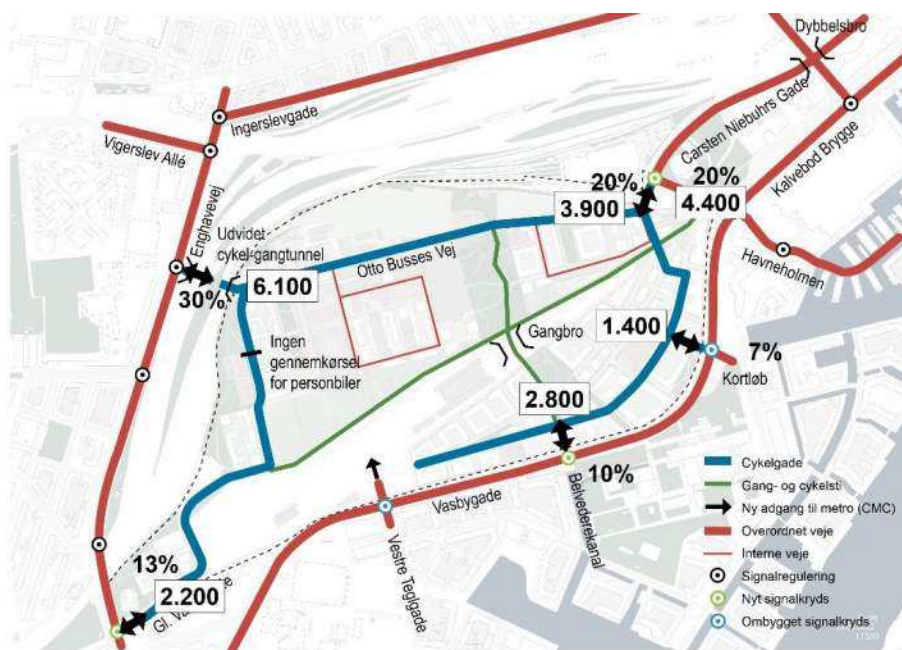 Dybbelsbro
Ingerslevgade
Carsten Niebuhrs Gade
Vigerslev Allé
Kalvebod Brygge
20%
20%
3.900
4.400
Enghavevej
Udvidet
cykel-gangtunnel
Otto Busses Vej
Havneholmen
6.100
30%
1.400
Gangbro
Ingen
gennemkørsel
for personbiler
7%
Kortløb
2.800
10%
Vasbygade
Belvederekanal
Vestre Teglgade
13%
2.200
Gl. V
Cykelgade
Gang- og cykelsti
Ny adgang til metro (CMC)
Overordnet veje
Interne veje
Signalregulering
Nyt signalkryds
Ombygget signalkryds